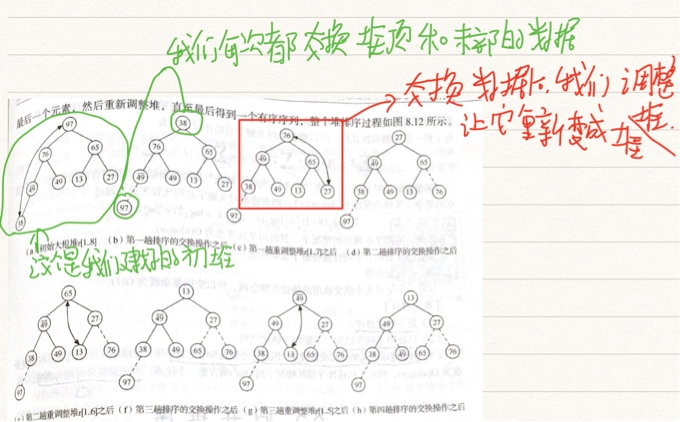 我们每次都交换堆顶和末部的数据
交换数据后,我们调整堆.
让它重新变成大堆
最后一个元素，然后重新调整堆，直至最后得到一个有序序列，整个堆排序过程如图 8.12 所示。
97 38 76 27
76 65 76 65 49 65 49 65
49 49 13 27 49 49 13 27 38 49 13 27 38 49 13
38 97 97 97
(a) 初始大根堆r[1..8] (b) 第一趟排序的交换操作之后 (c) 第一趟重调整堆r[1..7]之后 (d) 第二趟排序的交换操作之后
这个是我们建好的初堆
65 13 49 13
49 27 49 27 49 27 49 27
38 49 13 76 38 49 65 76 38 13 65 76 38 49 65 76
97 97 97 97
(e) 第二趟重调整堆r[1..6]之后 (f) 第三趟排序的交换操作之后 (g) 第三趟重调整堆r[1..5]之后 (h) 第四趟排序的交换操作之后